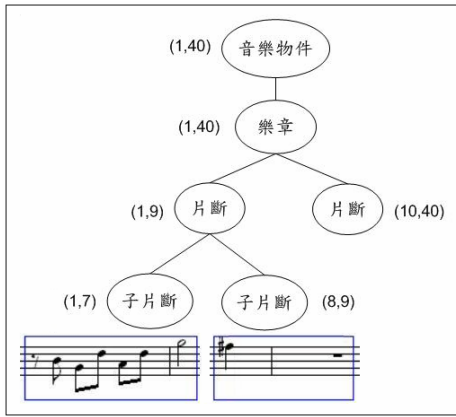 (1,40) 音樂物件
(1,40) 樂章
(1,9) 片斷 片斷 (10,40)
(1,7) 子片斷 子片斷 (8,9)